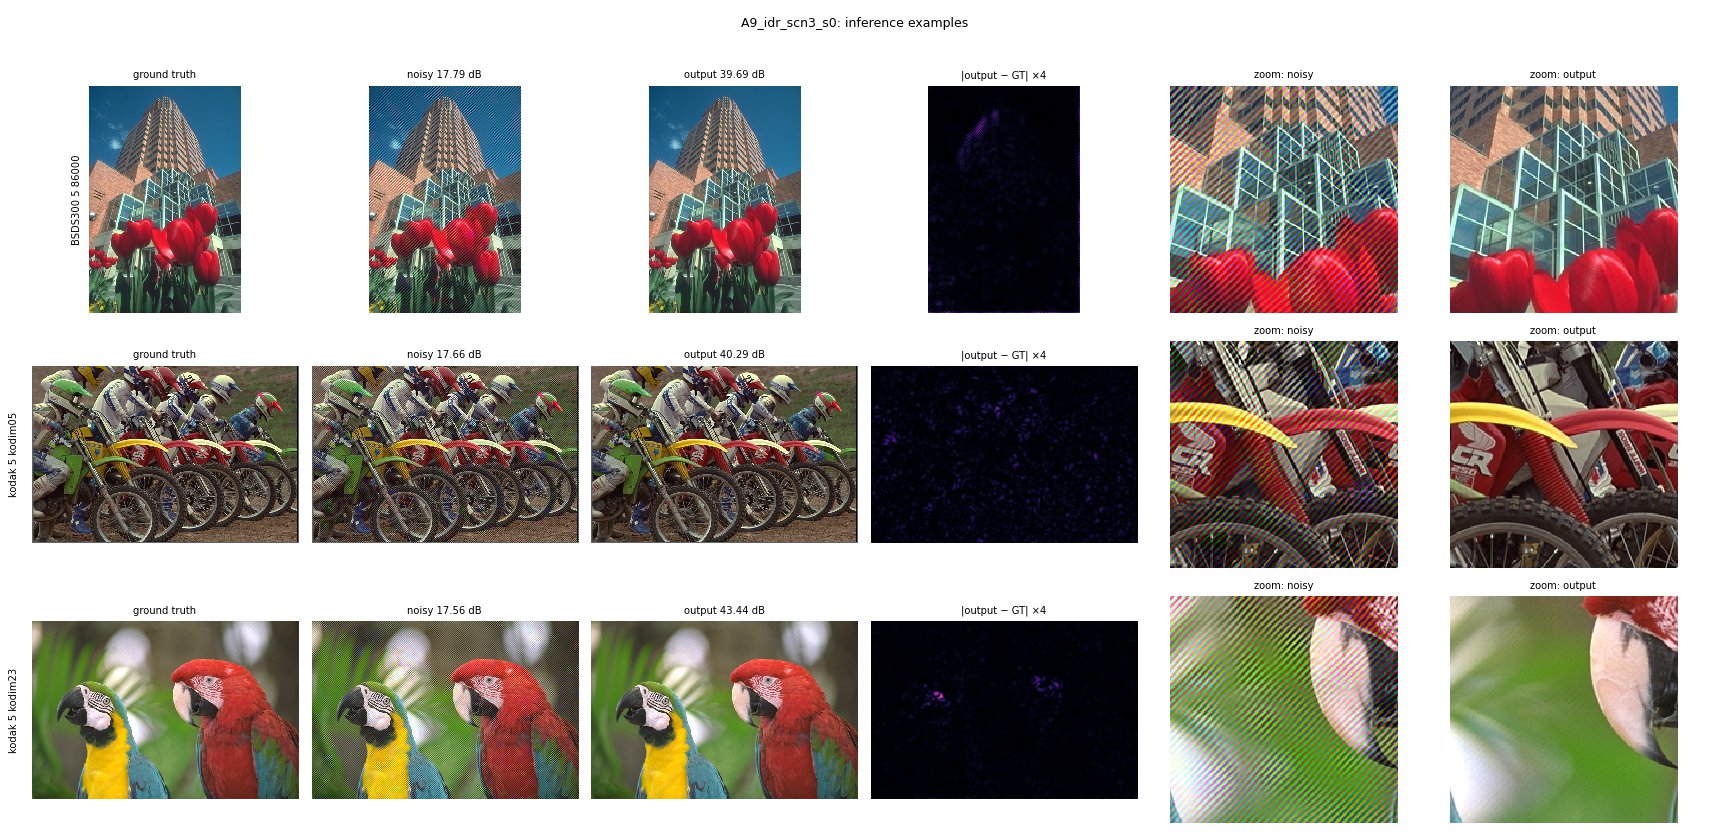 A9_idr_scn3_s0: inference examples
ground truth
noisy 17.79 dB
output 39.69 dB
|output − GT| ×4
zoom: noisy
zoom: output
BSDS300 5 86000
ground truth
noisy 17.66 dB
output 40.29 dB
|output − GT| ×4
zoom: noisy
zoom: output
kodak 5 kodim05
CR
CR
ground truth
noisy 17.56 dB
output 43.44 dB
|output − GT| ×4
zoom: noisy
zoom: output
kodak 5 kodim23